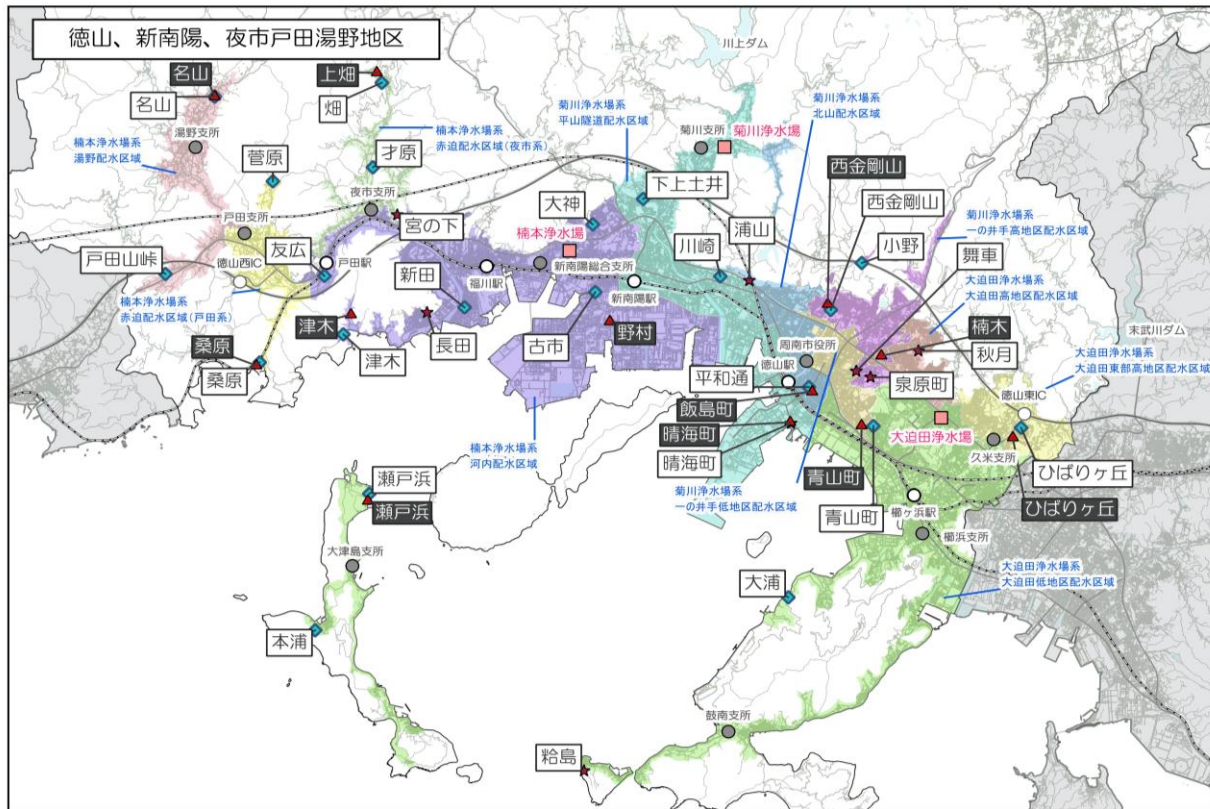 徳山、新南陽、夜市戸田湯野地区
名山
名山
湯野支所
楠本浄水場系
湯野配水区域
上畑
畑
楠本浄水場系
赤迫配水区域(夜市系)
菅原
才原
夜市支所
宮の下
戸田支所
徳山西IC
戸田山峠
友広
戸田駅
楠本浄水場系
赤迫配水区域(戸田系)
桑原
桑原
津木
津木
長田
新田
福川駅
楠本浄水場
新南陽総合支所
大神
古市
野村
新南陽駅
楠本浄水場系
河内配水区域
川上ダム
菊川浄水場系
平山隧道配水区域
菊川支所
菊川浄水場
菊川浄水場系
北山配水区域
下上土井
川崎
浦山
西金剛山
西金剛山
小野
菊川浄水場系
一の井手高地区配水区域
舞車
大迫田浄水場系
大迫田高地区配水区域
楠木
秋月
泉原町
末武川ダム
大迫田浄水場系
大迫田東部高地区配水区域
徳山東IC
周南市役所
徳山駅
平和通
飯島町
晴海町
晴海町
菊川浄水場系
一の井手低地区配水区域
青山町
青山町
大迫田浄水場
久米支所
ひばりヶ丘
ひばりヶ丘
櫛ヶ浜駅
櫛浜支所
大迫田浄水場系
大迫田低地区配水区域
瀬戸浜
瀬戸浜
大津島支所
本浦
大浦
鼓南支所
粭島